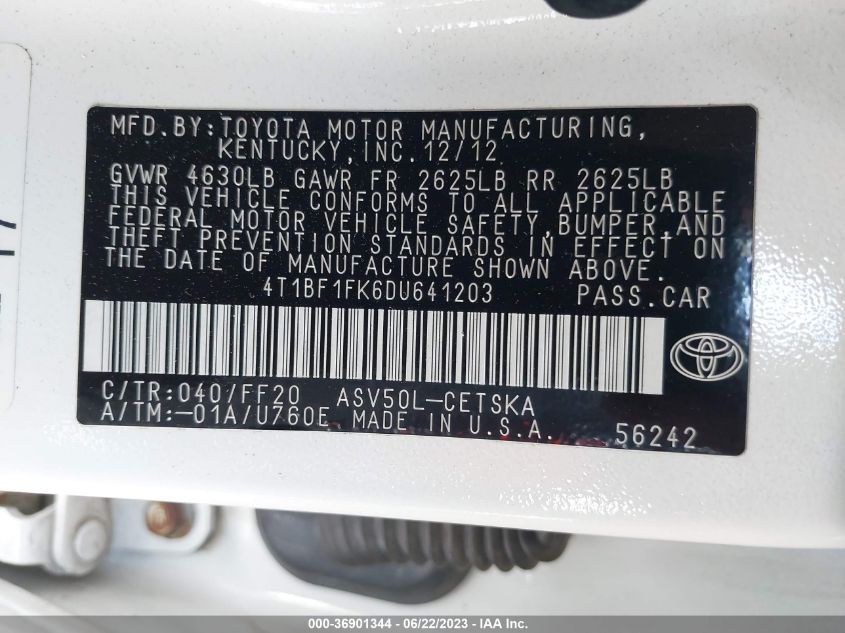 MFD.BY:TOYOTA MOTOR MANUFACTURING,
KENTUCKY,INC.12/12
GVWR 4630LB GAWR FR 2625LB RR 2625LB
THIS VEHICLE CONFORMS TO ALL APPLICABLE
FEDERAL MOTOR VEHICLE SAFETY,BUMPER,AND
THEFT PREVENTION STANDARDS IN EFFECT ON
THE DATE OF MANUFACTURE SHOWN ABOVE.
4T1BF1FK6DU641203 PASS.CAR
C/TR:040/FF20 ASV50L-CETSKA
A/TM:-01A/U760E MADE IN U.S.A. 56242
000-36901344 - 06/22/2023 - IAA Inc.